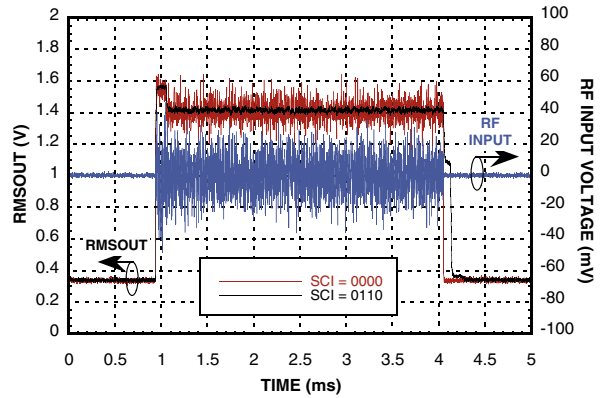 2
1.8
1.6
1.4
1.2
1
0.8
0.6
0.4
0.2
0
RMSOUT (V)
100
80
60
40
20
0
-20
-40
-60
-80
-100
RF INPUT VOLTAGE (mV)
RF
INPUT
RMSOUT
SCI = 0000
SCI = 0110
0 0.5 1 1.5 2 2.5 3 3.5 4 4.5 5
TIME (ms)